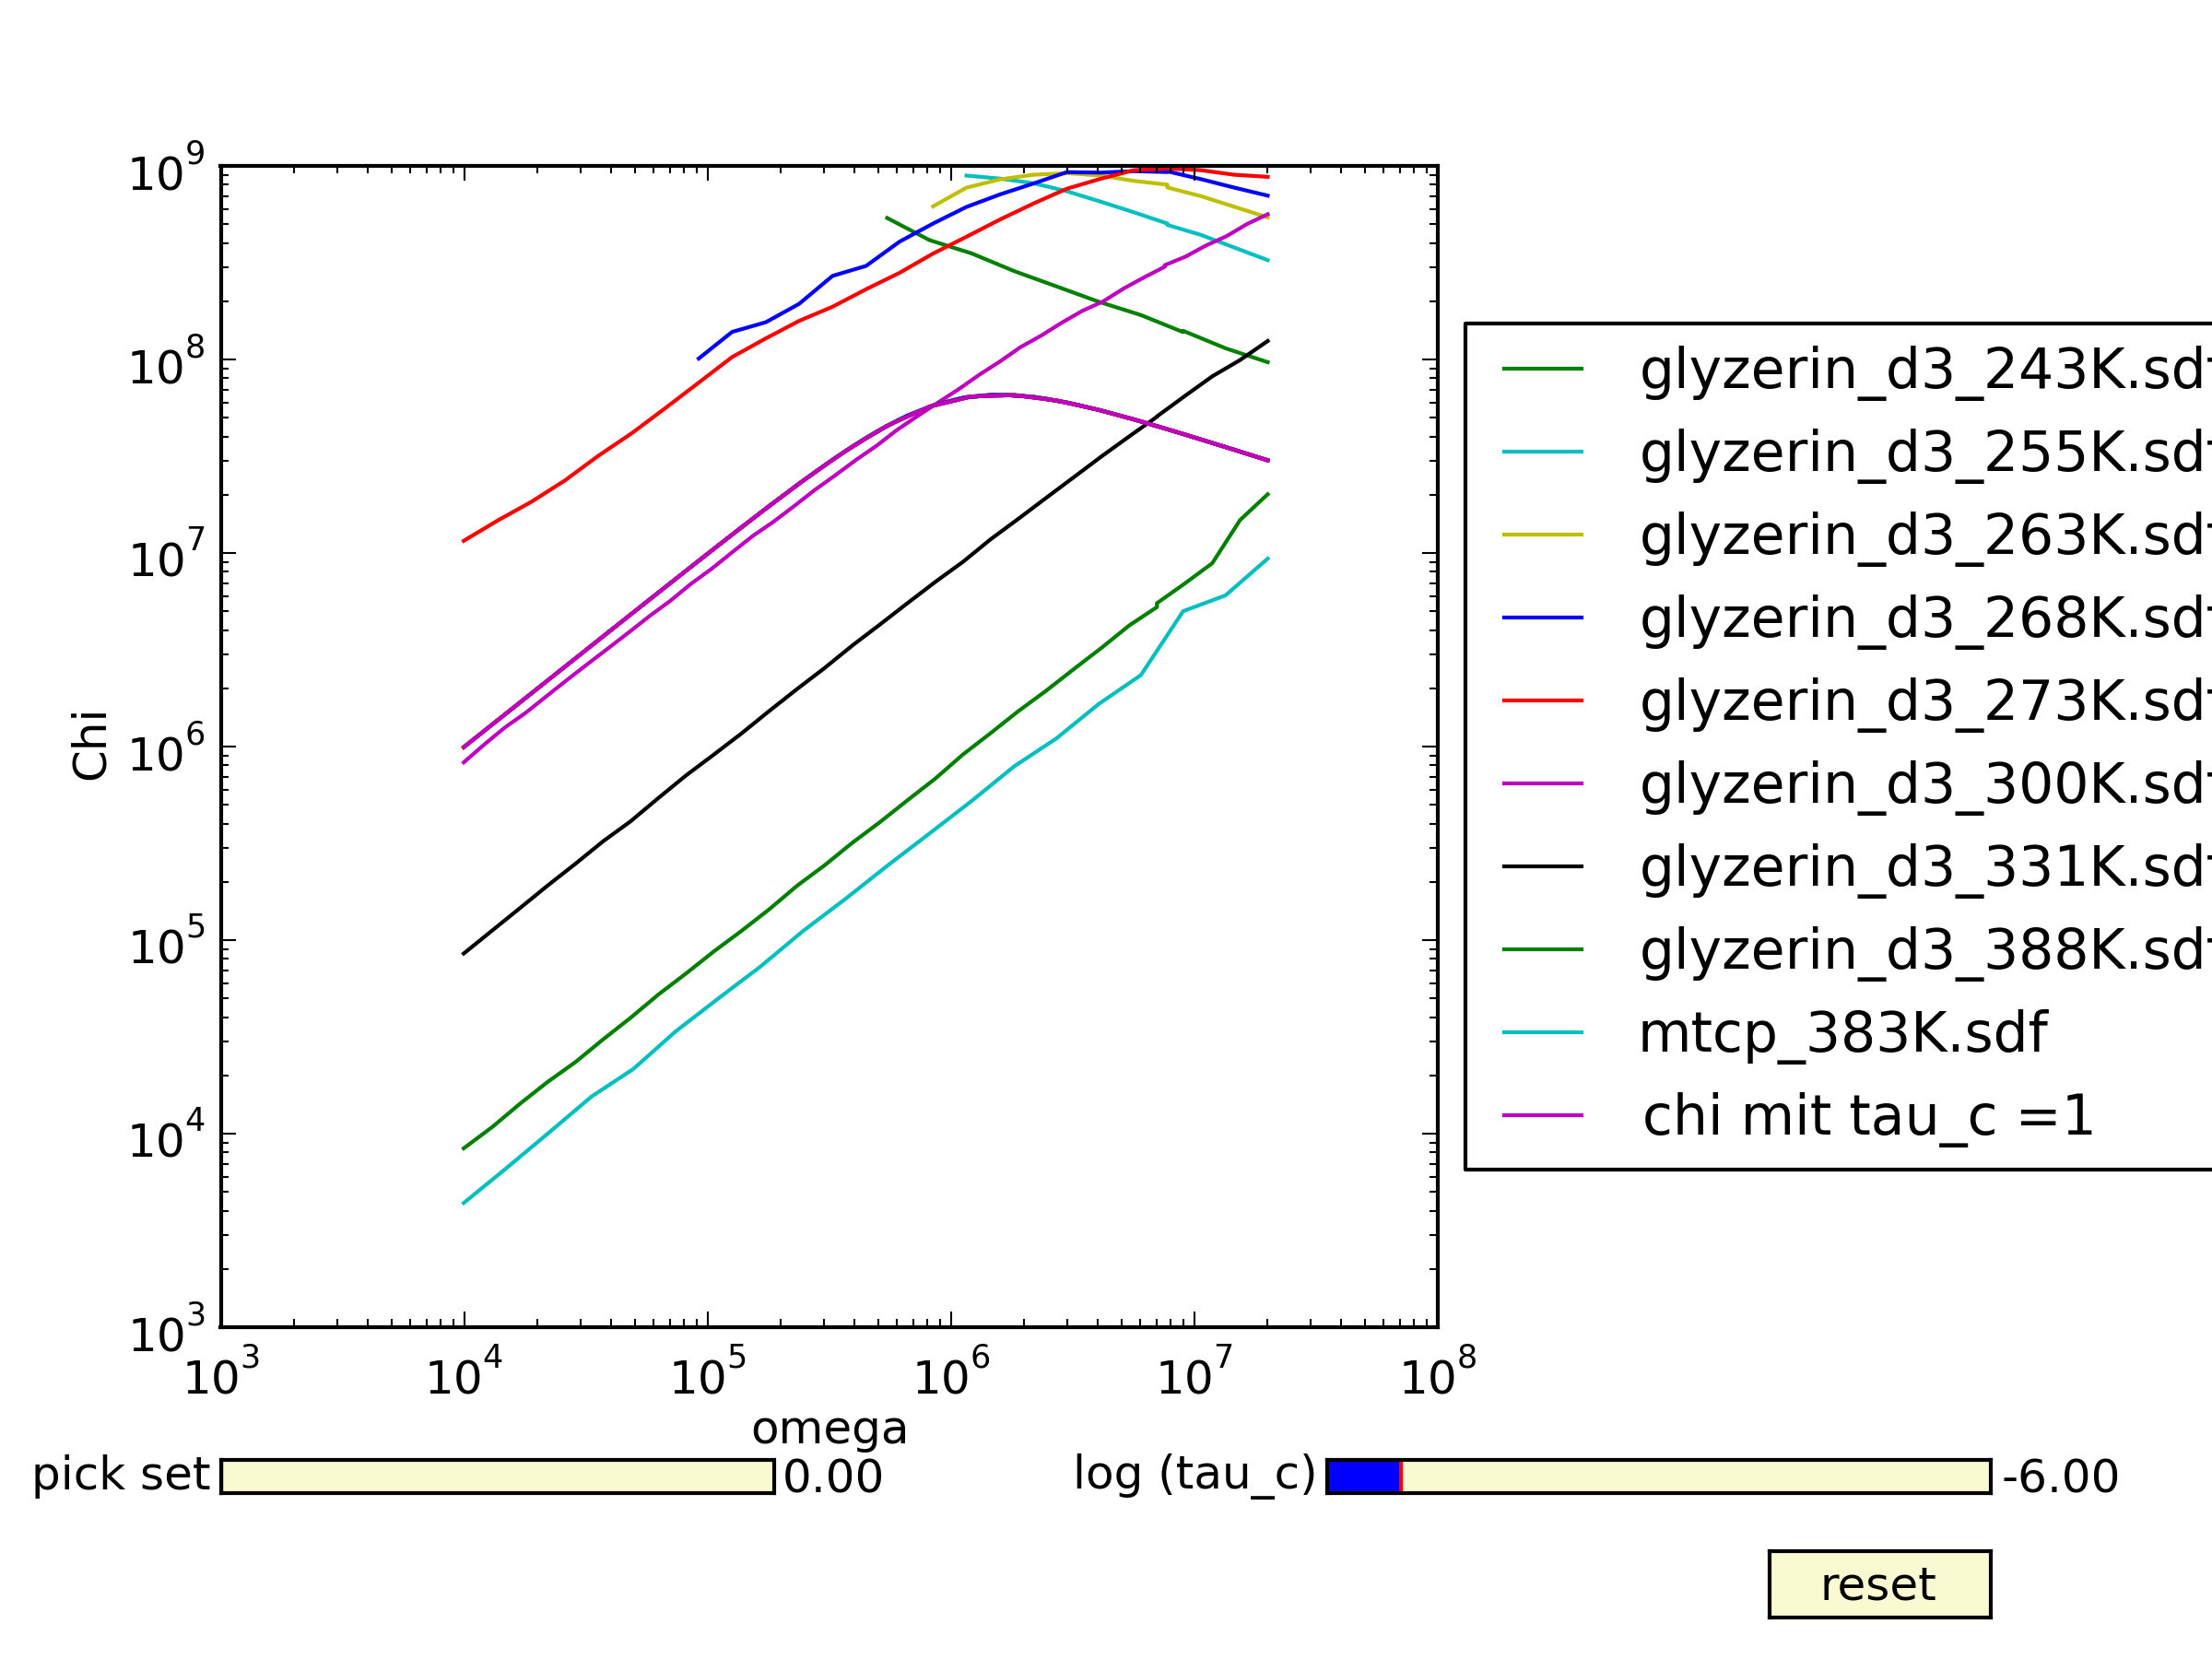 10^9
10^8
10^7
10^6
10^5
10^4
10^3
Chi
10^3 10^4 10^5 10^6 10^7 10^8
omega
glyzerin_d3_243K.sd
glyzerin_d3_255K.sd
glyzerin_d3_263K.sd
glyzerin_d3_268K.sd
glyzerin_d3_273K.sd
glyzerin_d3_300K.sd
glyzerin_d3_331K.sd
glyzerin_d3_388K.sd
mtcp_383K.sdf
chi mit tau_c =1
pick set 0.00 log (tau_c) -6.00
reset